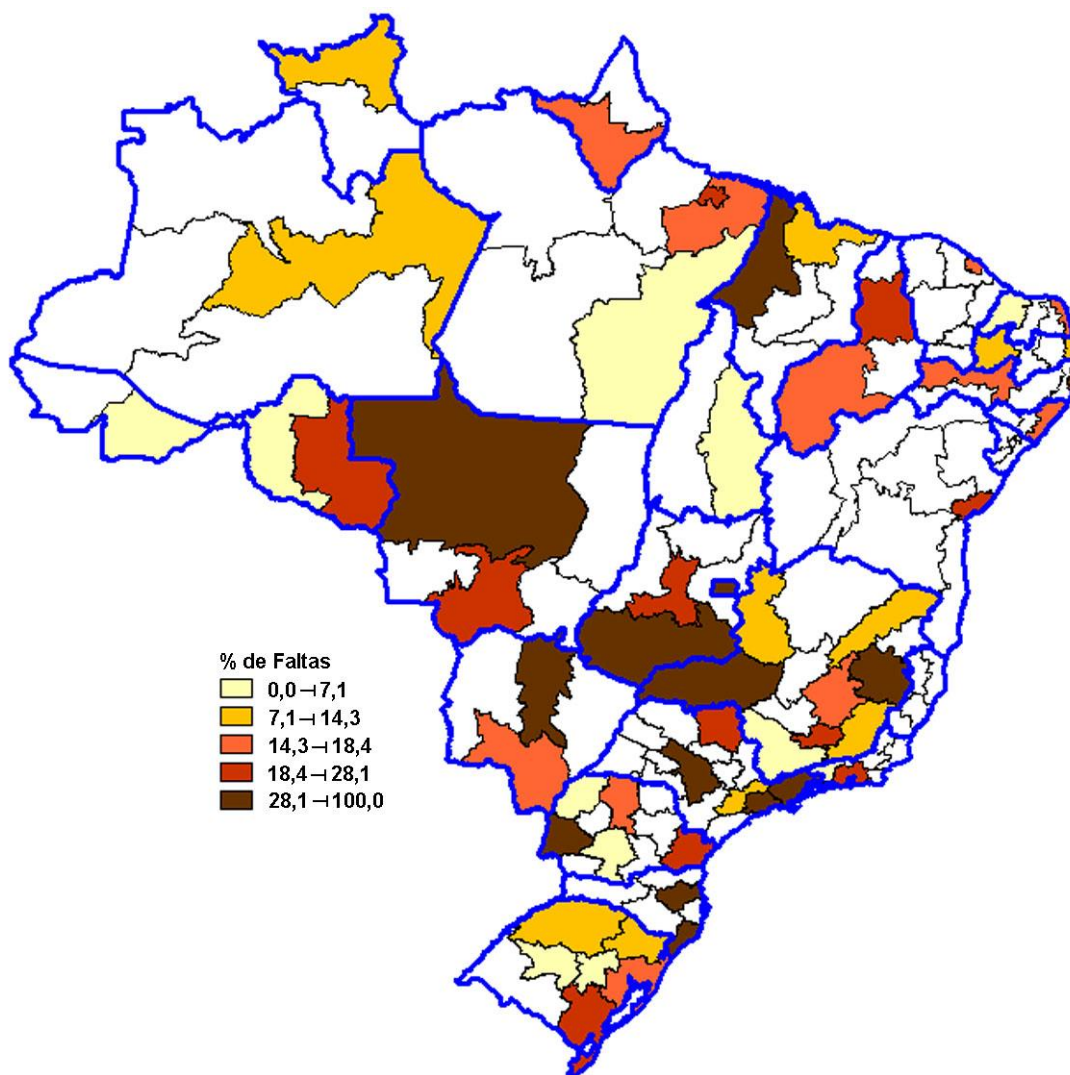 % de Faltas
0,0 ⊣ 7,1
7,1 ⊣ 14,3
14,3 ⊣ 18,4
18,4 ⊣ 28,1
28,1 ⊣ 100,0